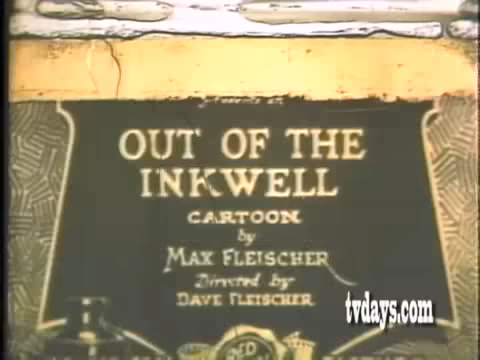 OUT OF THE
INKWELL
CARTOON
by
MAX FLEISCHER
Directed by
DAVE FLEISCHER
tvdays.com